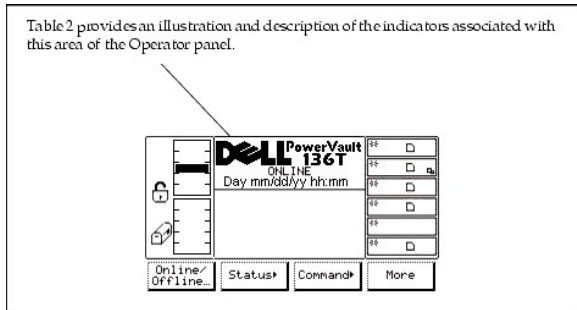 Table 2 provides an illustration and description of the indicators associated with
this area of the Operator panel.
DELL PowerVault
136T
ONLINE
Day mm/dd/yy hh:mm
Online/
Offline...
Status▸
Command▸
More